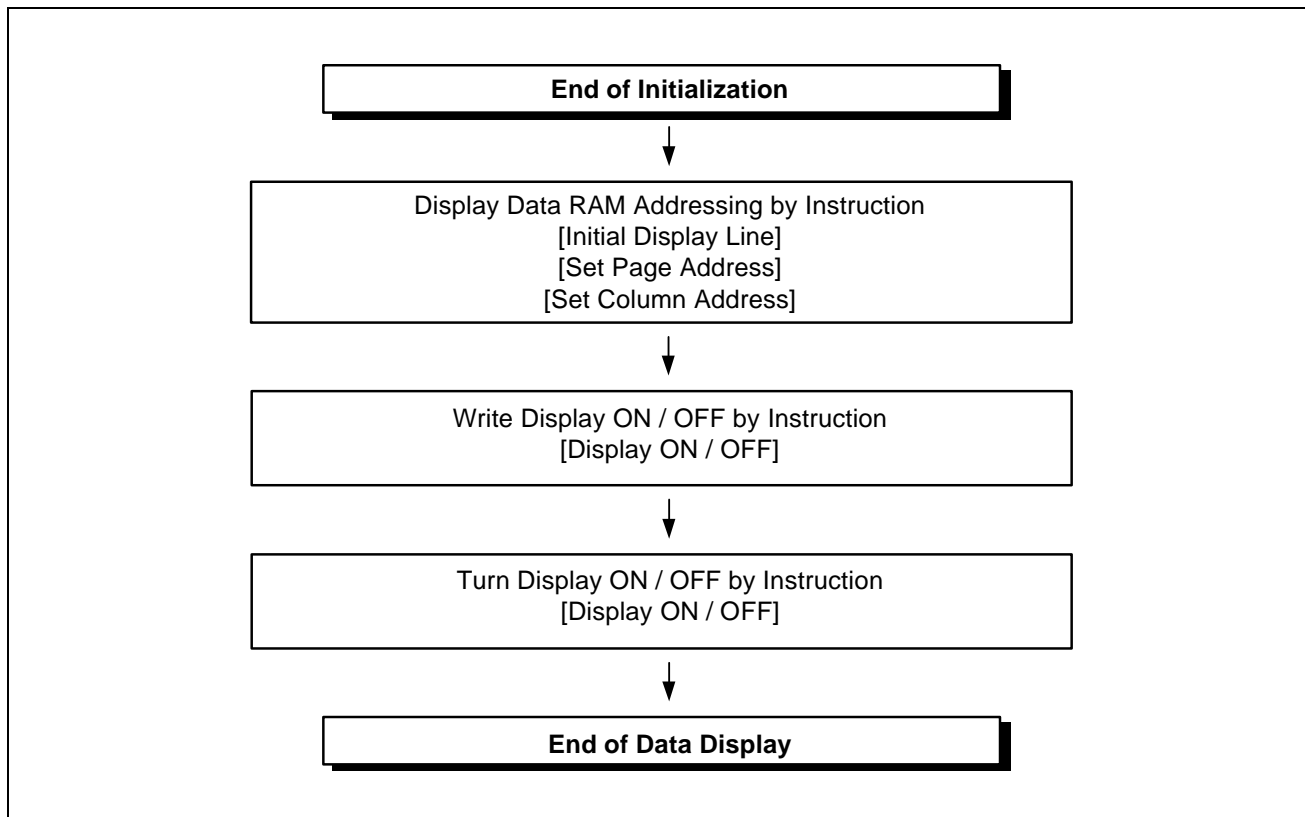 End of Initialization
Display Data RAM Addressing by Instruction
[Initial Display Line]
[Set Page Address]
[Set Column Address]
Write Display ON / OFF by Instruction
[Display ON / OFF]
Turn Display ON / OFF by Instruction
[Display ON / OFF]
End of Data Display